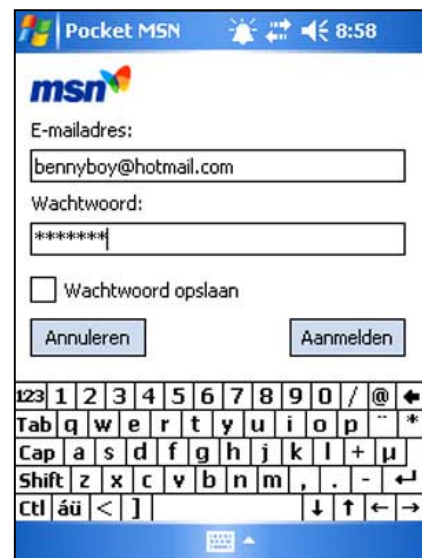 Pocket MSN 8:58
msn
E-mailadres:
bennyboy@hotmail.com
Wachtwoord:
*******
Wachtwoord opslaan
Annuleren Aanmelden
123 1 2 3 4 5 6 7 8 9 0 / @
Tab q w e r t y u i o p ¨ *
Cap a s d f g h j k l + µ
Shift z x c v b n m , . -
Ctl áü < ] ↓ ↑ ← →